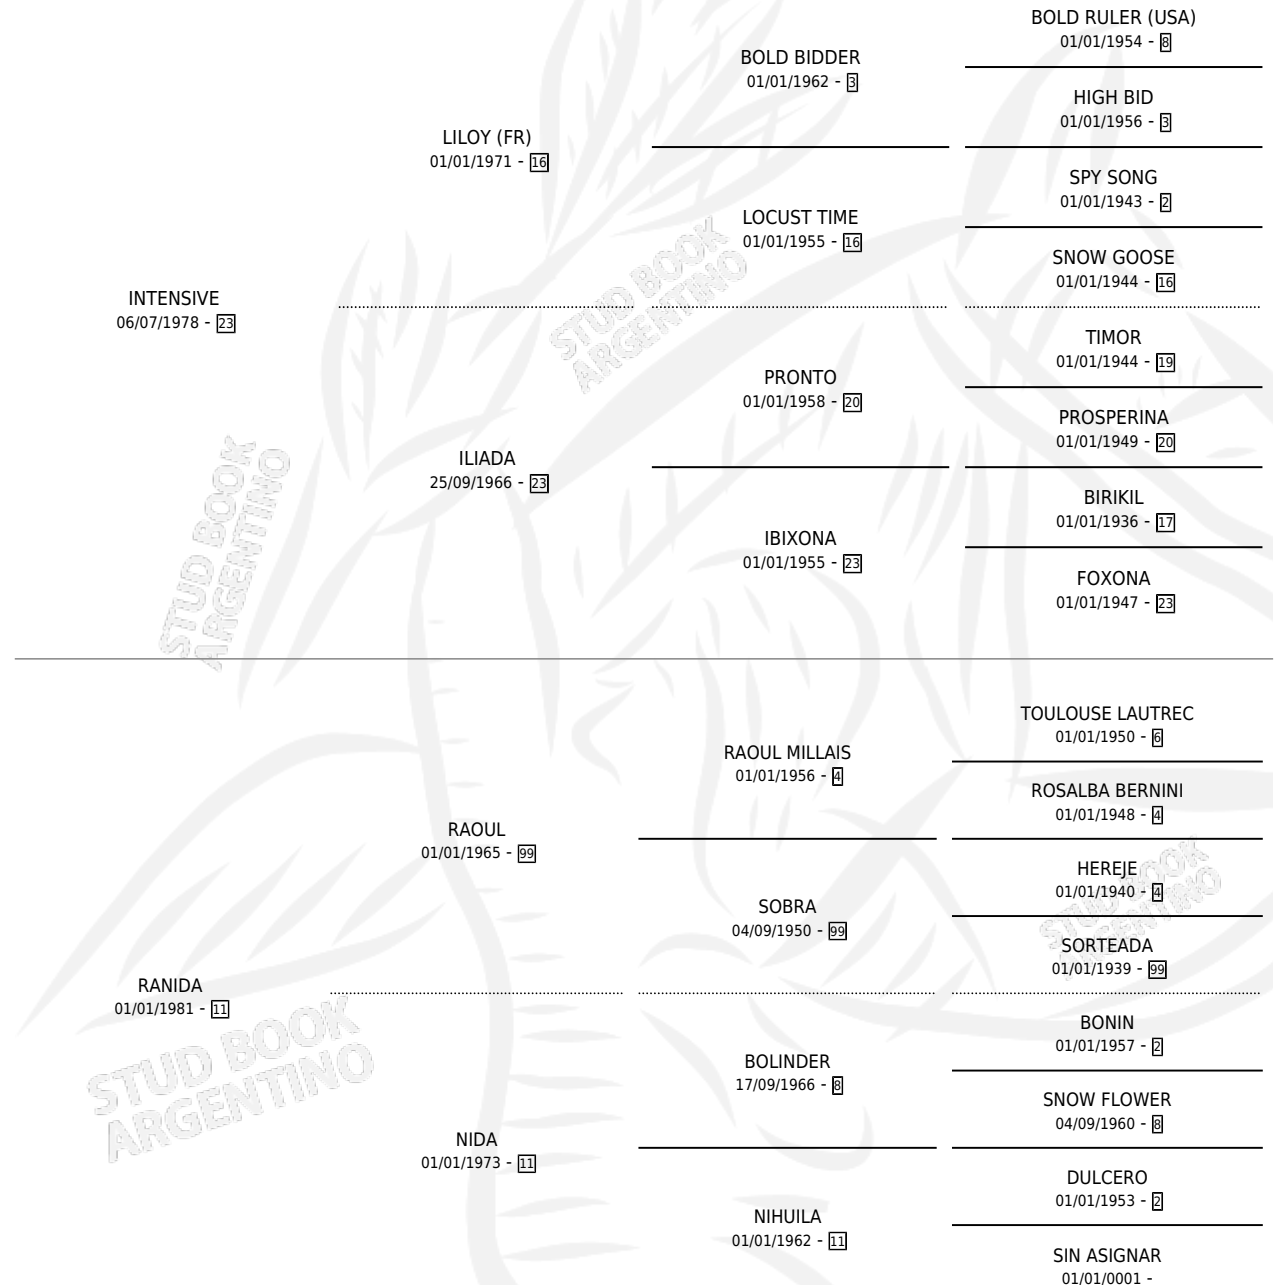 BOLD RULER (USA)
01/01/1954 - 8
BOLD BIDDER
01/01/1962 - 3
HIGH BID
01/01/1956 - 3
LILOY (FR)
01/01/1971 - 16
SPY SONG
01/01/1943 - 2
LOCUST TIME
01/01/1955 - 16
SNOW GOOSE
01/01/1944 - 16
INTENSIVE
06/07/1978 - 23
STUD BOOK
ARGENTINO
TIMOR
01/01/1944 - 19
PRONTO
01/01/1958 - 20
PROSPERINA
01/01/1949 - 20
ILIADA
25/09/1966 - 23
BIRIKIL
01/01/1936 - 17
IBIXONA
01/01/1955 - 23
FOXONA
01/01/1947 - 23
STUD BOOK
ARGENTINO
TOULOUSE LAUTREC
01/01/1950 - 6
RAOUL MILLAIS
01/01/1956 - 4
ROSALBA BERNINI
01/01/1948 - 4
RAOUL
01/01/1965 - 99
HEREJE
01/01/1940 - 4
SOBRA
04/09/1950 - 99
STUD BOOK
ARGENTINO
SORTEADA
01/01/1939 - 99
RANIDA
01/01/1981 - 11
BONIN
01/01/1957 - 2
BOLINDER
17/09/1966 - 8
STUD BOOK
ARGENTINO
SNOW FLOWER
04/09/1960 - 8
NIDA
01/01/1973 - 11
DULCERO
01/01/1953 - 2
NIHUILA
01/01/1962 - 11
SIN ASIGNAR
01/01/0001 -